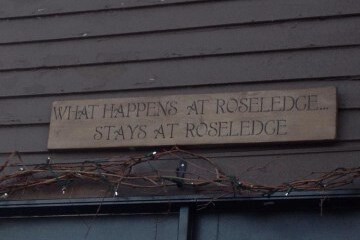 WHAT HAPPENS AT ROSELEDGE...
STAYS AT ROSELEDGE